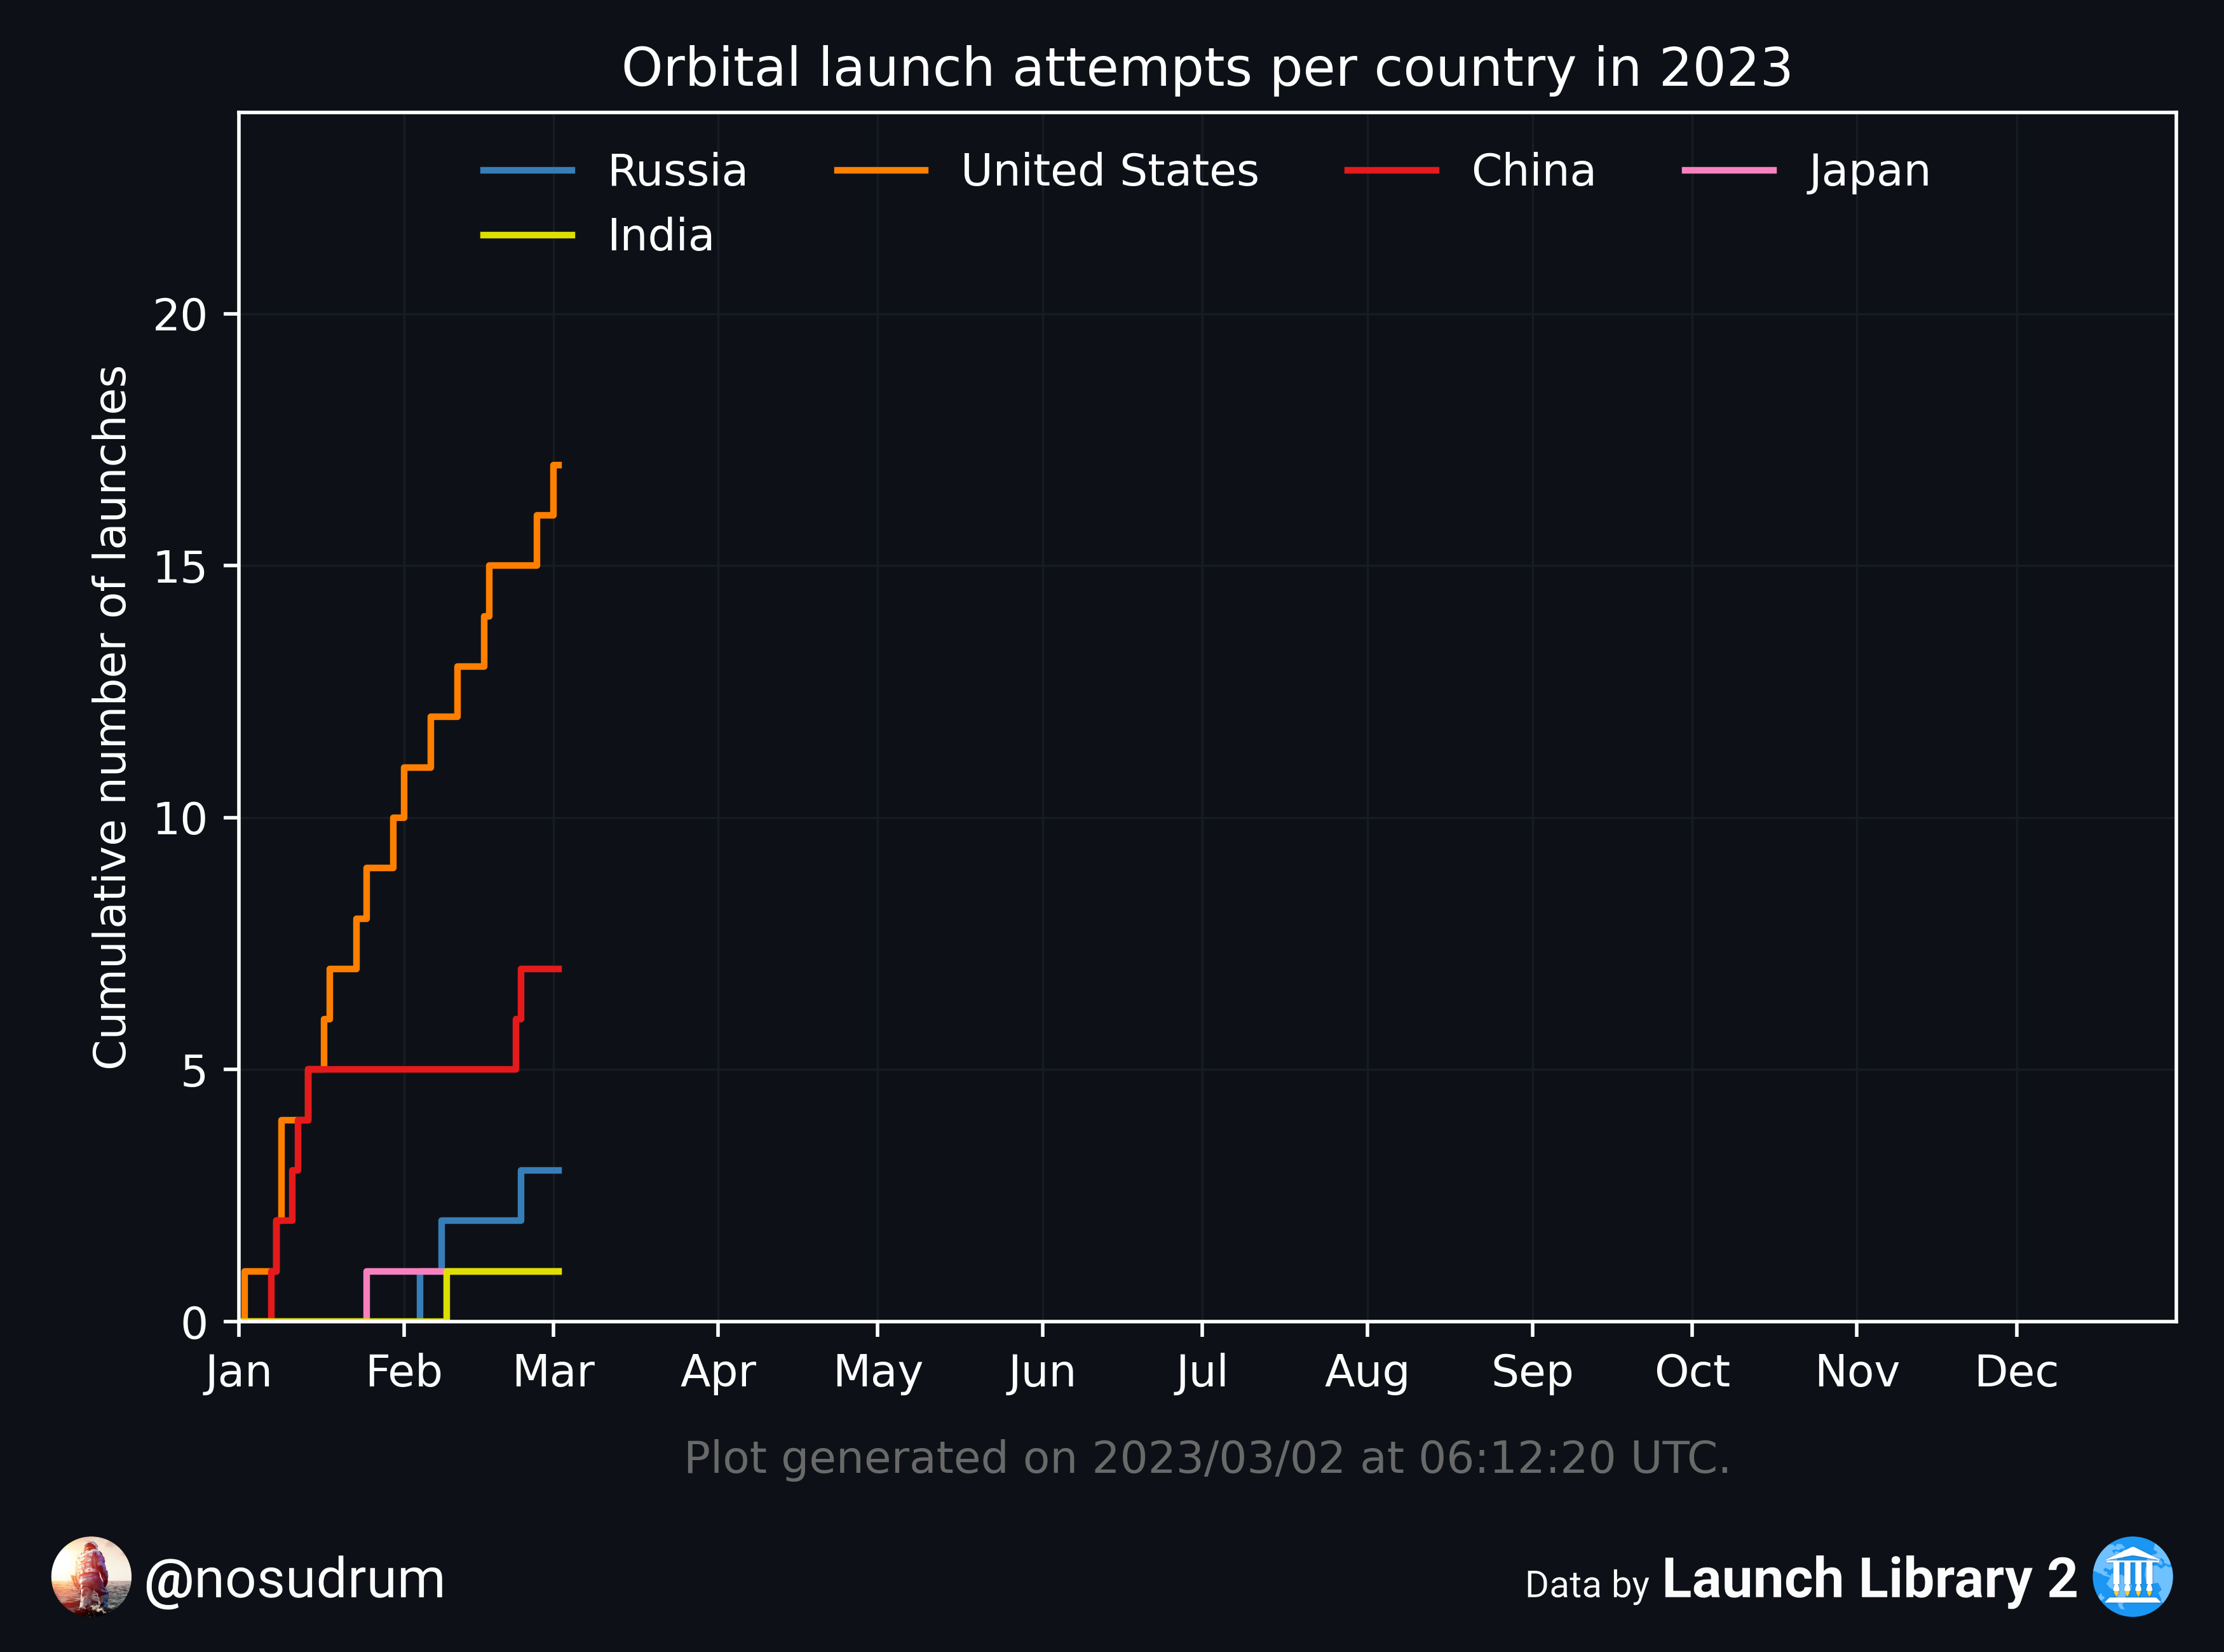 Orbital launch attempts per country in 2023
Russia United States China Japan
India
Cumulative number of launches
20
15
10
5
0
Jan Feb Mar Apr May Jun Jul Aug Sep Oct Nov Dec
Plot generated on 2023/03/02 at 06:12:20 UTC.
@nosudrum
Data by Launch Library 2